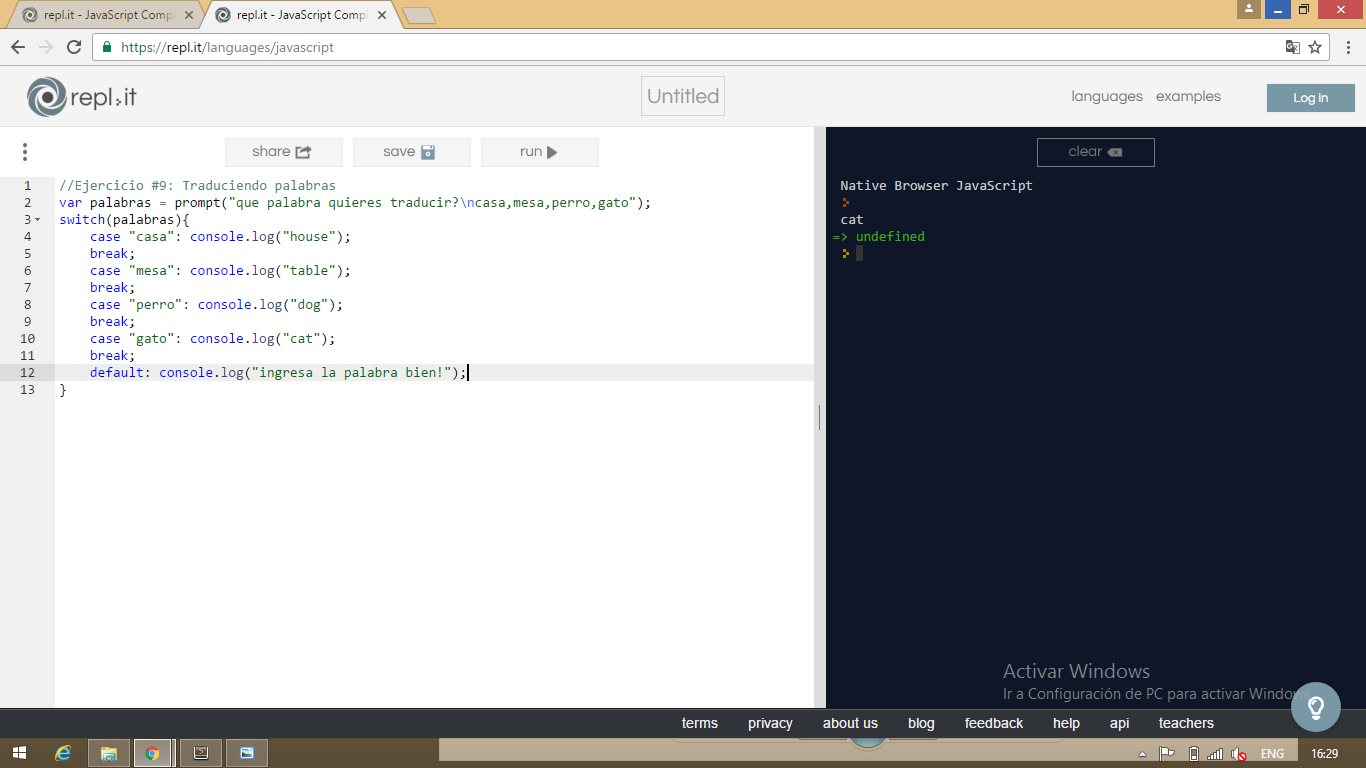 repl.it - JavaScript Compi
repl.it - JavaScript Compi
https://repl.it/languages/javascript
repl.it
Untitled
languages examples
Log in
share save run
clear
1 //Ejercicio #9: Traduciendo palabras
2 var palabras = prompt("que palabra quieres traducir?\ncasa,mesa,perro,gato");
3 switch(palabras){
4 case "casa": console.log("house");
5 break;
6 case "mesa": console.log("table");
7 break;
8 case "perro": console.log("dog");
9 break;
10 case "gato": console.log("cat");
11 break;
12 default: console.log("ingresa la palabra bien!");
13 }
Native Browser JavaScript
cat
=> undefined
Activar Windows
Ir a Configuración de PC para activar Windows.
terms privacy about us blog feedback help api teachers
ENG 16:29